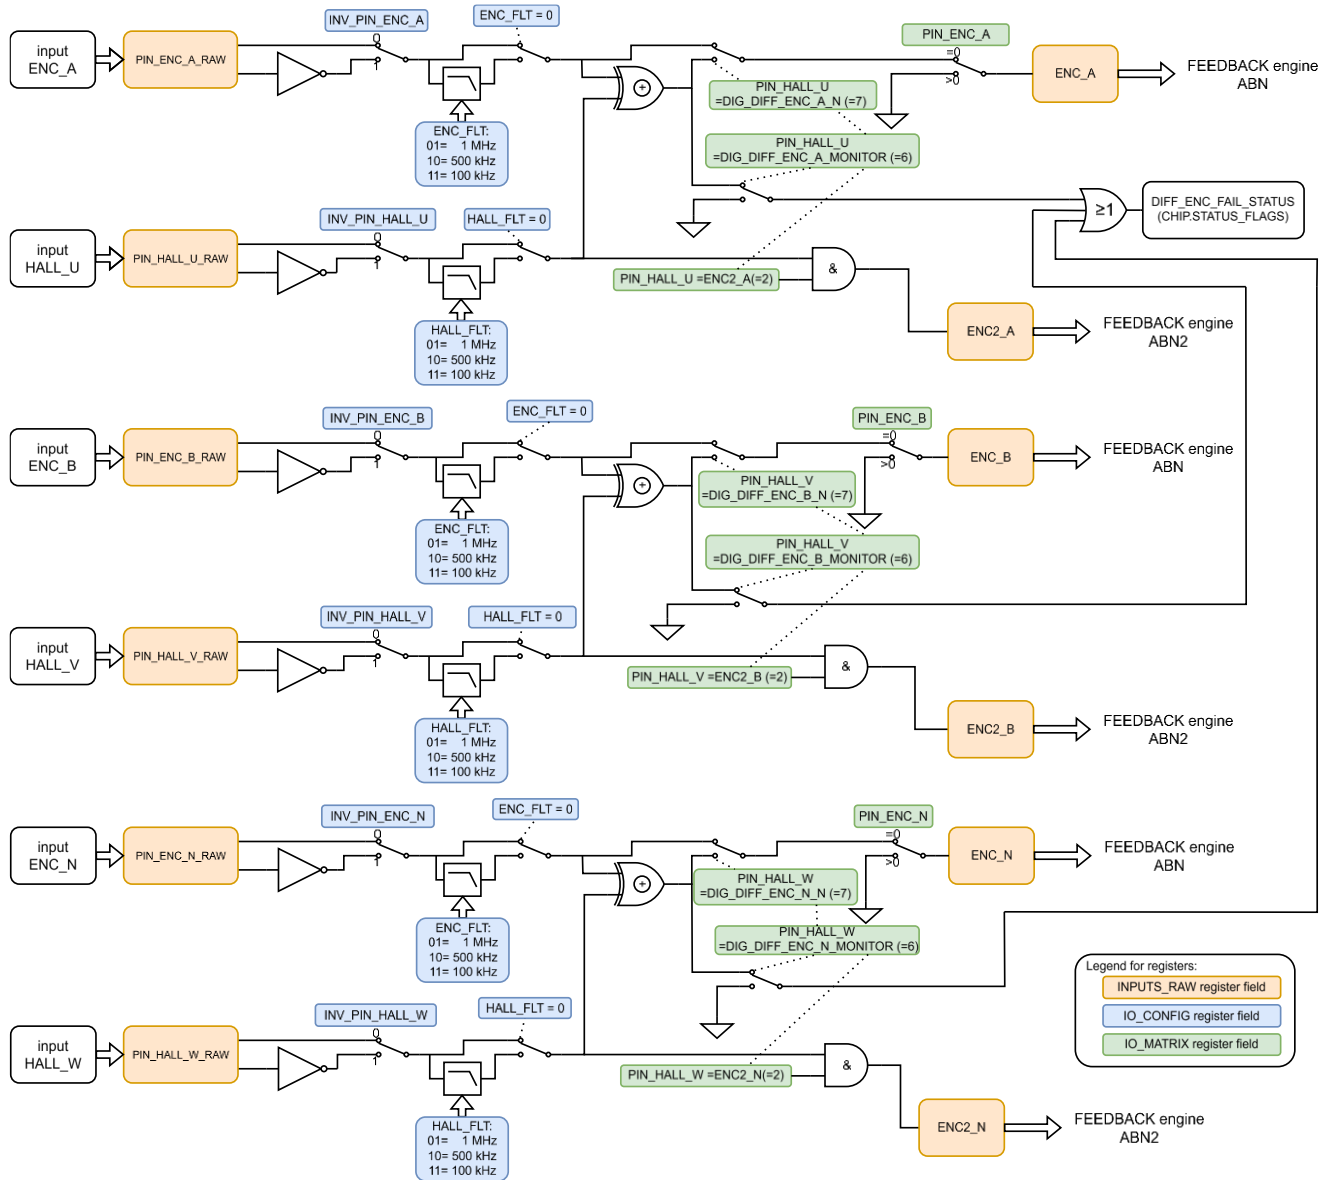 INV_PIN_ENC_A
ENC_FLT = 0
PIN_ENC_A
input
ENC_A
PIN_ENC_A_RAW
0
1
=0
>0
ENC_A
FEEDBACK engine
ABN
PIN_HALL_U
=DIG_DIFF_ENC_A_N (=7)
ENC_FLT:
01= 1 MHz
10= 500 kHz
11= 100 kHz
PIN_HALL_U
=DIG_DIFF_ENC_A_MONITOR (=6)
≥1
DIFF_ENC_FAIL_STATUS
(CHIP.STATUS_FLAGS)
INV_PIN_HALL_U
HALL_FLT = 0
input
HALL_U
PIN_HALL_U_RAW
0
1
PIN_HALL_U =ENC2_A(=2)
&
HALL_FLT:
01= 1 MHz
10= 500 kHz
11= 100 kHz
ENC2_A
FEEDBACK engine
ABN2
INV_PIN_ENC_B
ENC_FLT = 0
PIN_ENC_B
input
ENC_B
PIN_ENC_B_RAW
0
1
=0
>0
ENC_B
FEEDBACK engine
ABN
PIN_HALL_V
=DIG_DIFF_ENC_B_N (=7)
ENC_FLT:
01= 1 MHz
10= 500 kHz
11= 100 kHz
PIN_HALL_V
=DIG_DIFF_ENC_B_MONITOR (=6)
INV_PIN_HALL_V
HALL_FLT = 0
input
HALL_V
PIN_HALL_V_RAW
0
1
PIN_HALL_V =ENC2_B (=2)
&
HALL_FLT:
01= 1 MHz
10= 500 kHz
11= 100 kHz
ENC2_B
FEEDBACK engine
ABN2
INV_PIN_ENC_N
ENC_FLT = 0
PIN_ENC_N
input
ENC_N
PIN_ENC_N_RAW
0
1
=0
>0
ENC_N
FEEDBACK engine
ABN
PIN_HALL_W
=DIG_DIFF_ENC_N_N (=7)
ENC_FLT:
01= 1 MHz
10= 500 kHz
11= 100 kHz
PIN_HALL_W
=DIG_DIFF_ENC_N_MONITOR (=6)
Legend for registers:
INPUTS_RAW register field
IO_CONFIG register field
IO_MATRIX register field
INV_PIN_HALL_W
HALL_FLT = 0
input
HALL_W
PIN_HALL_W_RAW
0
1
PIN_HALL_W =ENC2_N(=2)
&
HALL_FLT:
01= 1 MHz
10= 500 kHz
11= 100 kHz
ENC2_N
FEEDBACK engine
ABN2